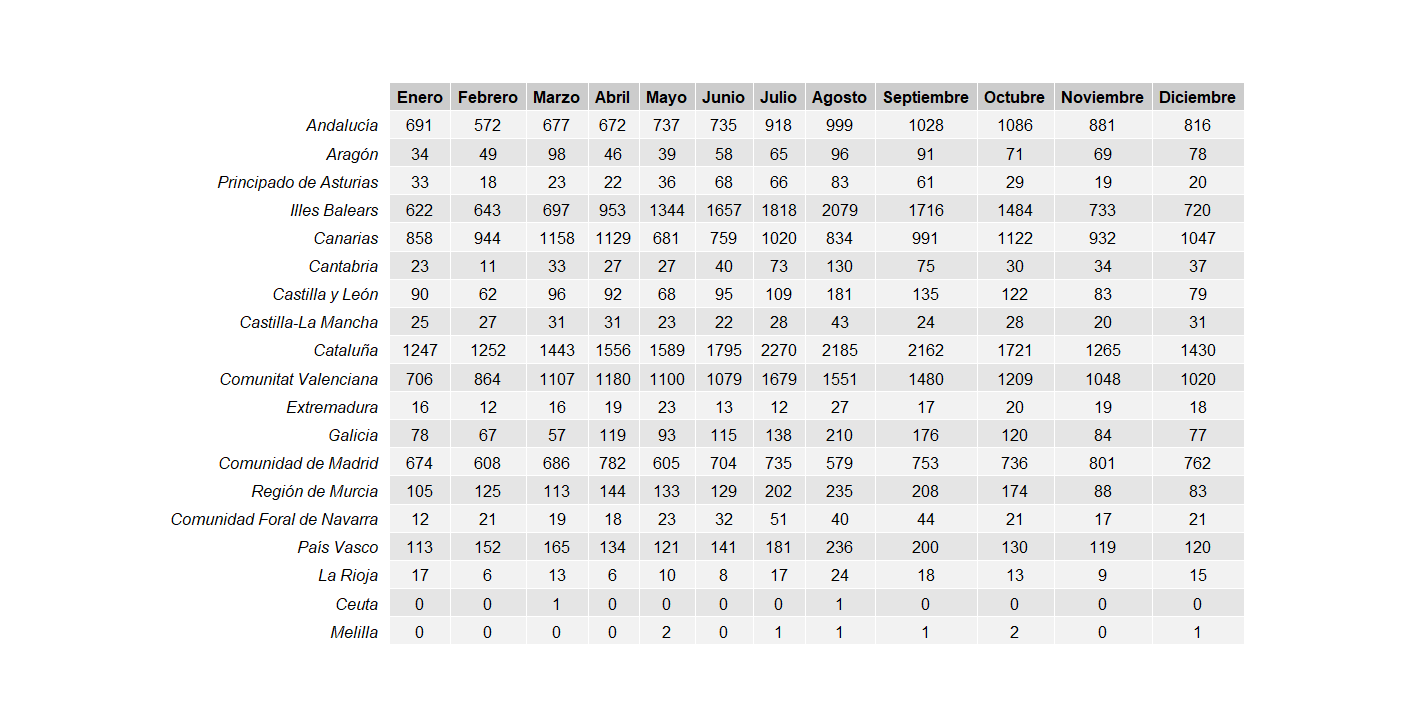 Enero Febrero Marzo Abril Mayo Junio Julio Agosto Septiembre Octubre Noviembre Diciembre
Andalucía 691 572 677 672 737 735 918 999 1028 1086 881 816
Aragón 34 49 98 46 39 58 65 96 91 71 69 78
Principado de Asturias 33 18 23 22 36 68 66 83 61 29 19 20
Illes Balears 622 643 697 953 1344 1657 1818 2079 1716 1484 733 720
Canarias 858 944 1158 1129 681 759 1020 834 991 1122 932 1047
Cantabria 23 11 33 27 27 40 73 130 75 30 34 37
Castilla y León 90 62 96 92 68 95 109 181 135 122 83 79
Castilla-La Mancha 25 27 31 31 23 22 28 43 24 28 20 31
Cataluña 1247 1252 1443 1556 1589 1795 2270 2185 2162 1721 1265 1430
Comunitat Valenciana 706 864 1107 1180 1100 1079 1679 1551 1480 1209 1048 1020
Extremadura 16 12 16 19 23 13 12 27 17 20 19 18
Galicia 78 67 57 119 93 115 138 210 176 120 84 77
Comunidad de Madrid 674 608 686 782 605 704 735 579 753 736 801 762
Región de Murcia 105 125 113 144 133 129 202 235 208 174 88 83
Comunidad Foral de Navarra 12 21 19 18 23 32 51 40 44 21 17 21
País Vasco 113 152 165 134 121 141 181 236 200 130 119 120
La Rioja 17 6 13 6 10 8 17 24 18 13 9 15
Ceuta 0 0 1 0 0 0 0 1 0 0 0 0
Melilla 0 0 0 0 2 0 1 1 1 2 0 1